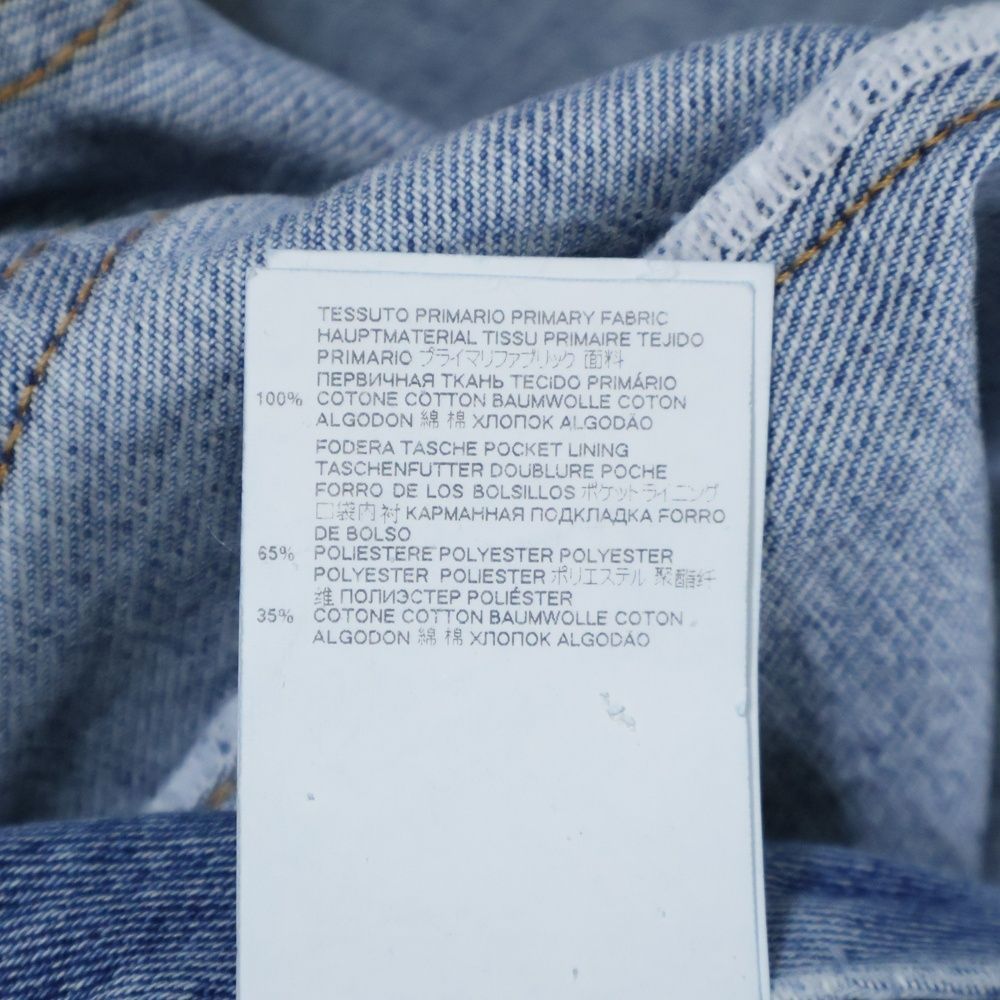 TESSUTO PRIMARIO PRIMARY FABRIC
HAUPTMATERIAL TISSU PRIMAIRE TEJIDO
PRIMARIO プライマリファブリック 面料
ПЕРВИЧНАЯ ТКАНЬ TECIDO PRIMÁRIO
100% COTONE COTTON BAUMWOLLE COTON
ALGODON 綿 棉 ХЛОПОК ALGODÃO
FODERA TASCHE POCKET LINING
TASCHENFUTTER DOUBLURE POCHE
FORRO DE LOS BOLSILLOS ポケットライニング
口袋内衬 КАРМАННАЯ ПОДКЛАДКА FORRO
DE BOLSO
65% POLIESTERE POLYESTER POLYESTER
POLYESTER POLIESTER ポリエステル 聚酯纤
维 ПОЛИЭСТЕР POLIÉSTER
35% COTONE COTTON BAUMWOLLE COTON
ALGODON 綿 棉 ХЛОПОК ALGODÃO